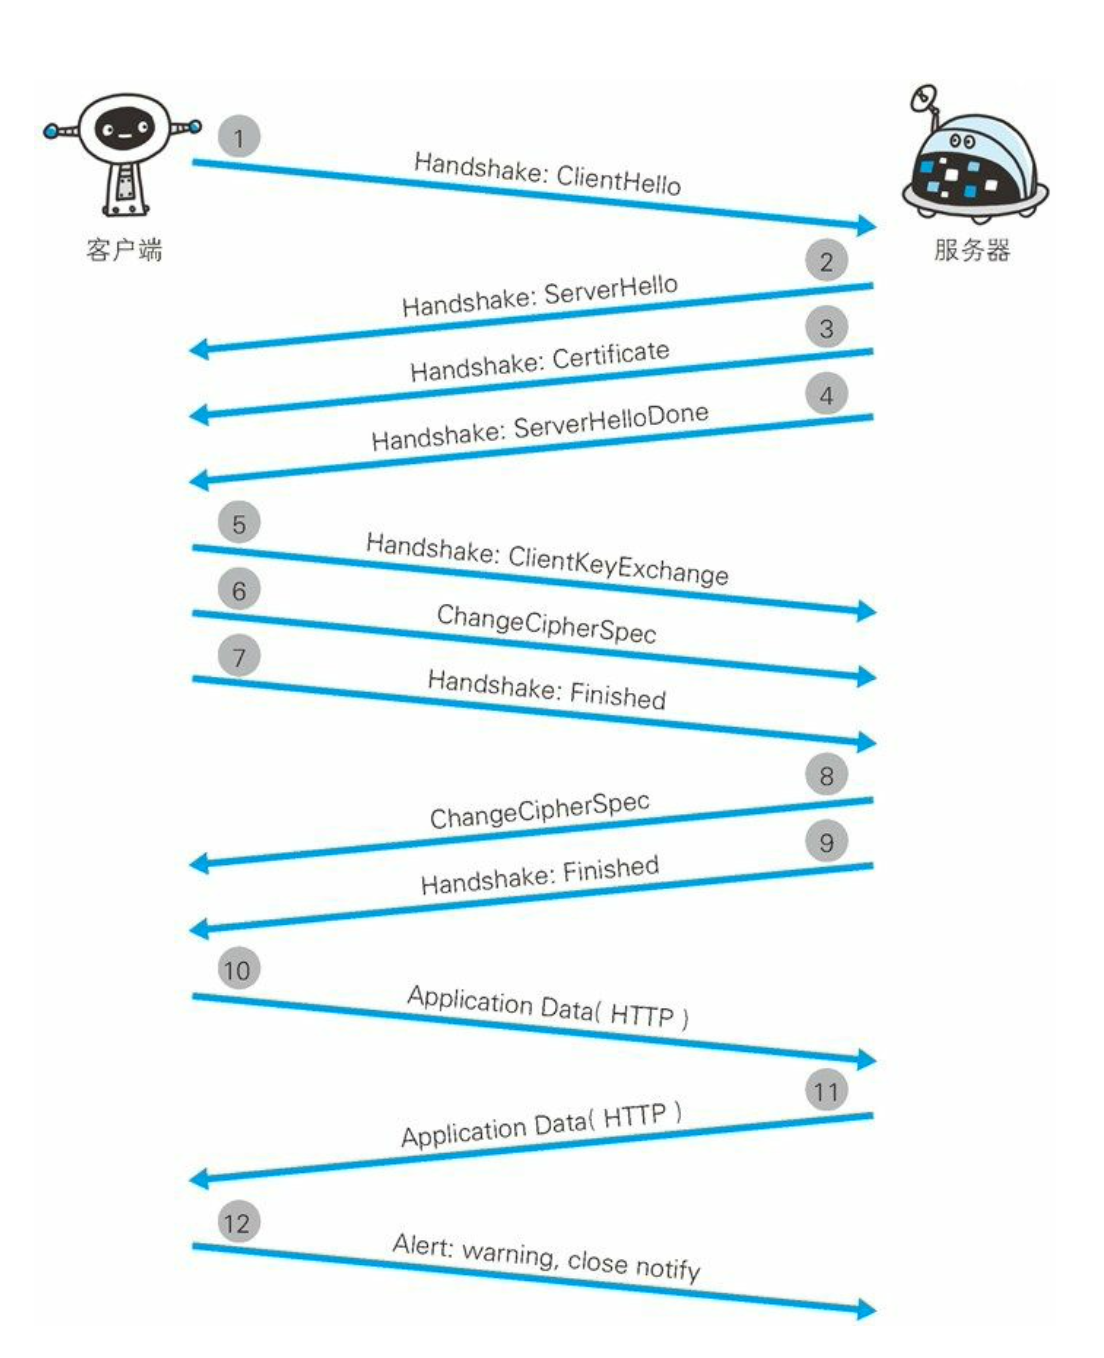 1
Handshake: ClientHello
客户端
服务器
2
Handshake: ServerHello
3
Handshake: Certificate
4
Handshake: ServerHelloDone
5
Handshake: ClientKeyExchange
6
ChangeCipherSpec
7
Handshake: Finished
8
ChangeCipherSpec
9
Handshake: Finished
10
Application Data( HTTP )
11
Application Data( HTTP )
12
Alert: warning, close notify